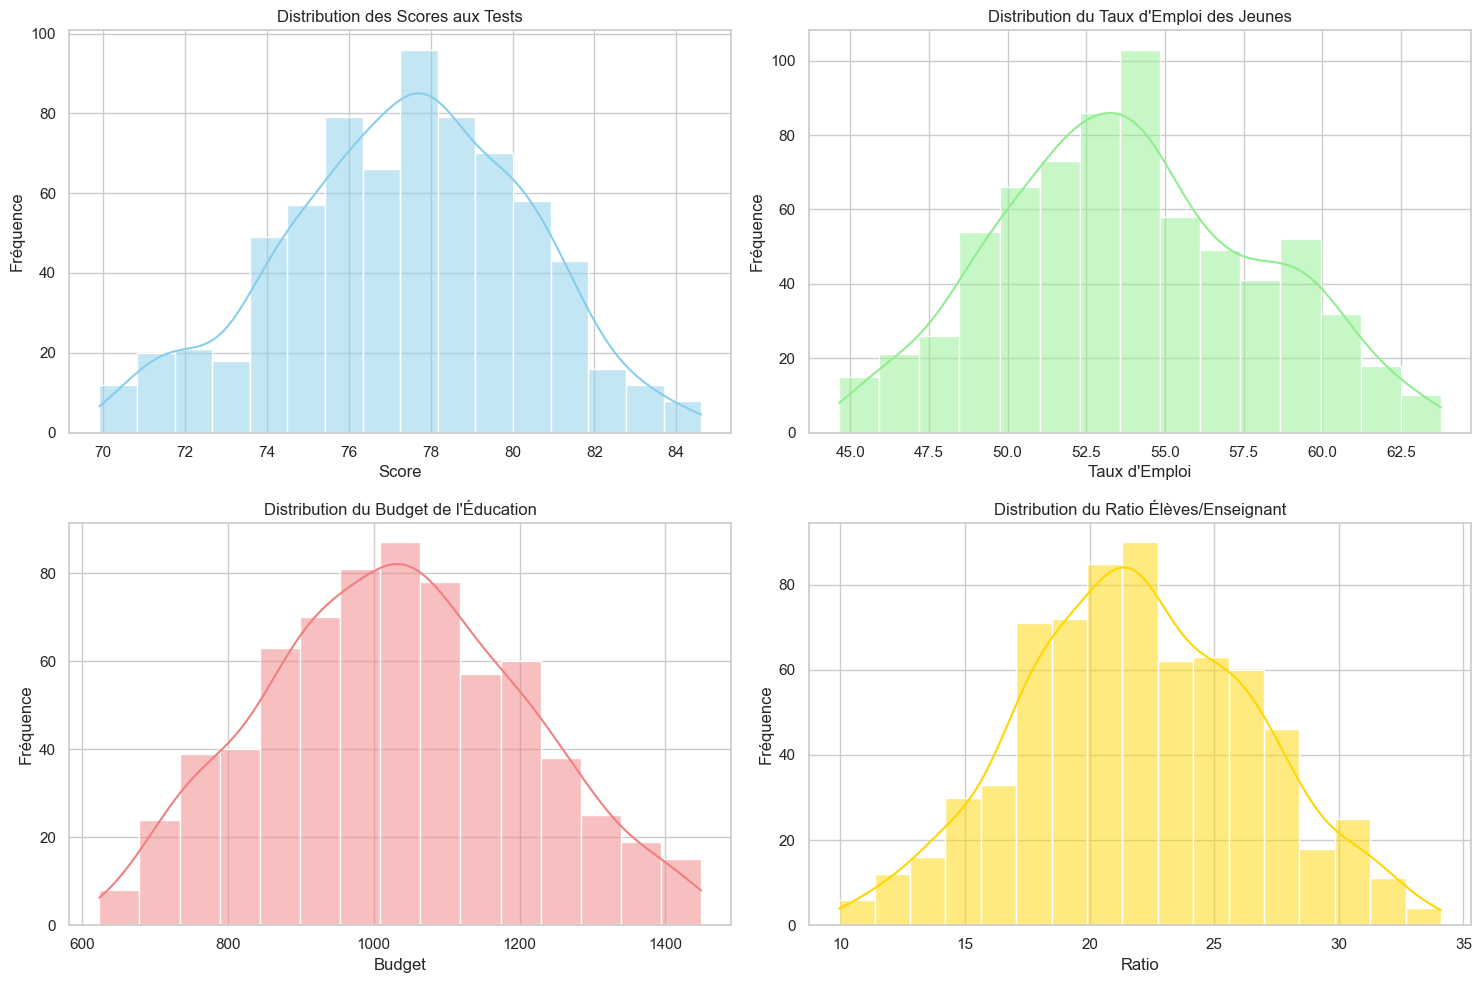 Distribution des Scores aux Tests
Fréquence
100
80
60
40
20
0
70 72 74 76 78 80 82 84
Score
Distribution du Taux d'Emploi des Jeunes
Fréquence
100
80
60
40
20
0
45.0 47.5 50.0 52.5 55.0 57.5 60.0 62.5
Taux d'Emploi
Distribution du Budget de l'Éducation
Fréquence
80
60
40
20
0
600 800 1000 1200 1400
Budget
Distribution du Ratio Élèves/Enseignant
Fréquence
80
60
40
20
0
10 15 20 25 30 35
Ratio